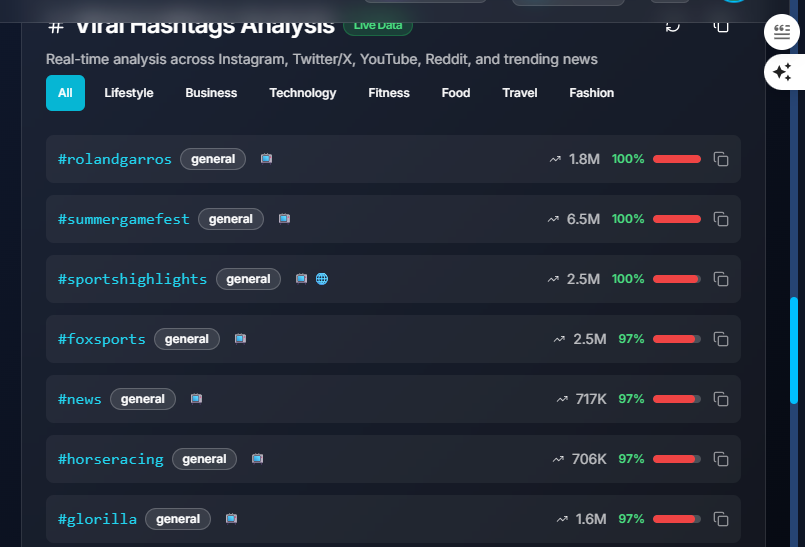 # Viral Hashtags Analysis Live Data
Real-time analysis across Instagram, Twitter/X, YouTube, Reddit, and trending news
All Lifestyle Business Technology Fitness Food Travel Fashion
#rolandgarros general 1.8M 100%
#summergamefest general 6.5M 100%
#sportshighlights general 2.5M 100%
#foxsports general 2.5M 97%
#news general 717K 97%
#horseracing general 706K 97%
#glorilla general 1.6M 97%